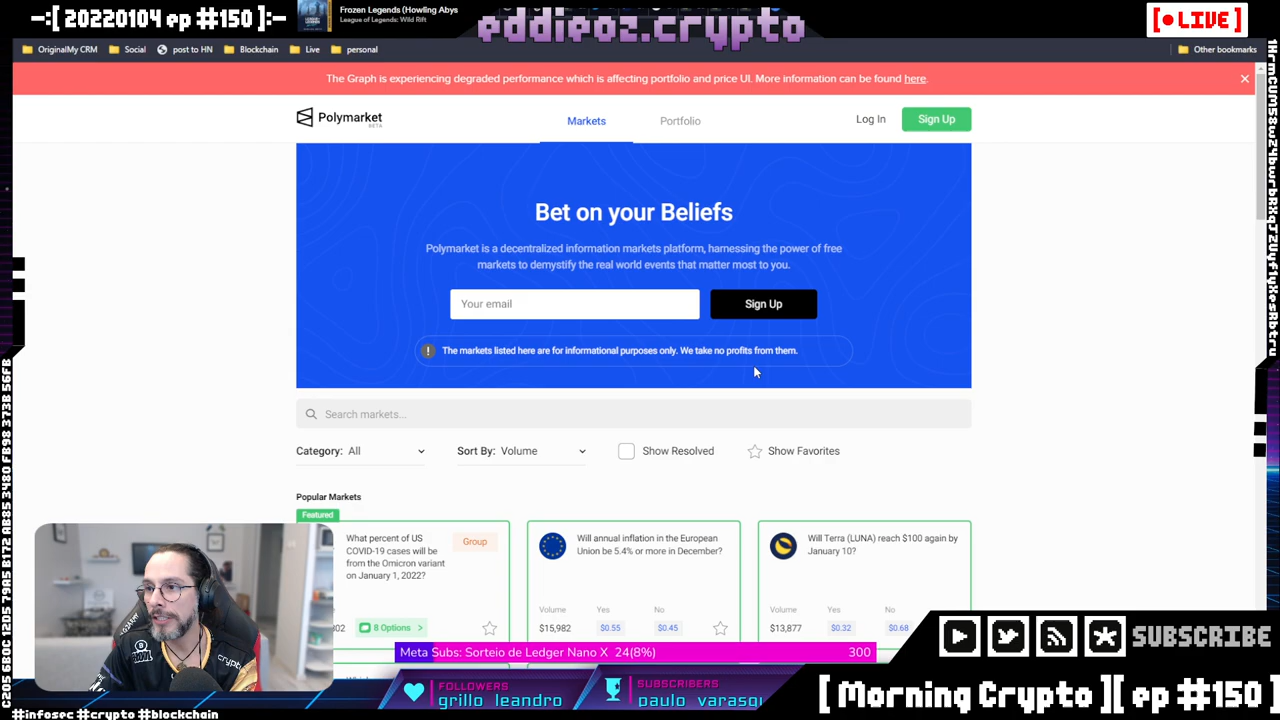 -:[ 20220104 ep #150 ]:-
Frozen Legends (Howling Abys
League of Legends: Wild Rift
eddieoz.crypto
[ • LIVE ]
OriginalMy CRM
Social
post to HN
Blockchain
Live
personal
Other bookmarks
The Graph is experiencing degraded performance which is affecting portfolio and price UI. More information can be found here.
Polymarket
BETA
Markets
Portfolio
Log In
Sign Up
Bet on your Beliefs
Polymarket is a decentralized information markets platform, harnessing the power of free
markets to demystify the real world events that matter most to you.
Your email
Sign Up
! The markets listed here are for informational purposes only. We take no profits from them.
Search markets...
Category: All
Sort By: Volume
Show Resolved
Show Favorites
Popular Markets
Featured
What percent of US
COVID-19 cases will be
from the Omicron variant
on January 1, 2022?
Group
8 Options >
Will annual inflation in the European
Union be 5.4% or more in December?
Volume Yes No
$15,982 $0.55 $0.45
Will Terra (LUNA) reach $100 again by
January 10?
Volume Yes No
$13,877 $0.32 $0.68
Meta Subs: Sorteio de Ledger Nano X 24(8%) 300
FOLLOWERS
grillo leandro
SUBSCRIBERS
paulo varasqu
SUBSCRIBE
[ Morning Crypto ][ ep #150 ]
#infosec #crypto #blockchain
crypto